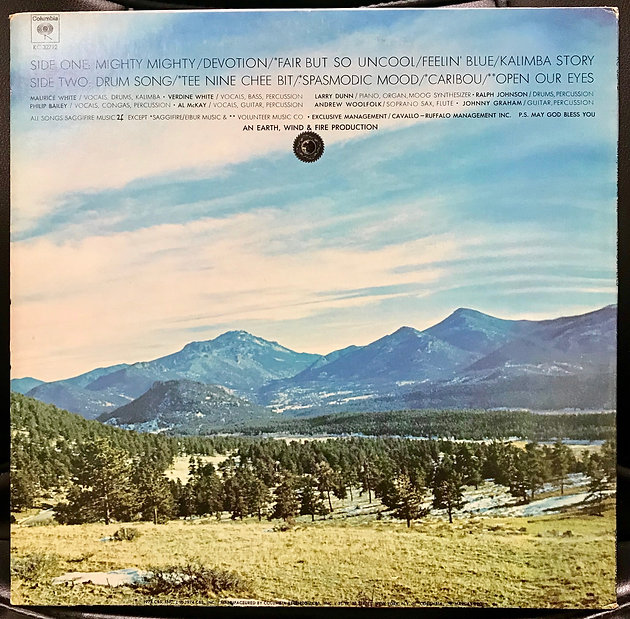 Columbia
KC 32712
SIDE ONE: MIGHTY MIGHTY/DEVOTION/*FAIR BUT SO UNCOOL/FEELIN' BLUE/KALIMBA STORY
SIDE TWO: DRUM SONG/*TEE NINE CHEE BIT/*SPASMODIC MOOD/*CARIBOU/**OPEN OUR EYES
MAURICE WHITE / VOCALS, DRUMS, KALIMBA • VERDINE WHITE / VOCALS, BASS, PERCUSSION LARRY DUNN / PIANO, ORGAN, MOOG SYNTHESIZER • RALPH JOHNSON / DRUMS, PERCUSSION
PHILIP BAILEY / VOCALS, CONGAS, PERCUSSION • AL McKAY / VOCALS, GUITAR, PERCUSSION ANDREW WOOLFOLK / SOPRANO SAX, FLUTE • JOHNNY GRAHAM / GUITAR, PERCUSSION
ALL SONGS SAGGIFIRE MUSIC EXCEPT *SAGGIFIRE/EIBUR MUSIC & ** VOLUNTEER MUSIC CO • EXCLUSIVE MANAGEMENT / CAVALLO–RUFFALO MANAGEMENT INC. P.S. MAY GOD BLESS YOU
AN EARTH, WIND & FIRE PRODUCTION